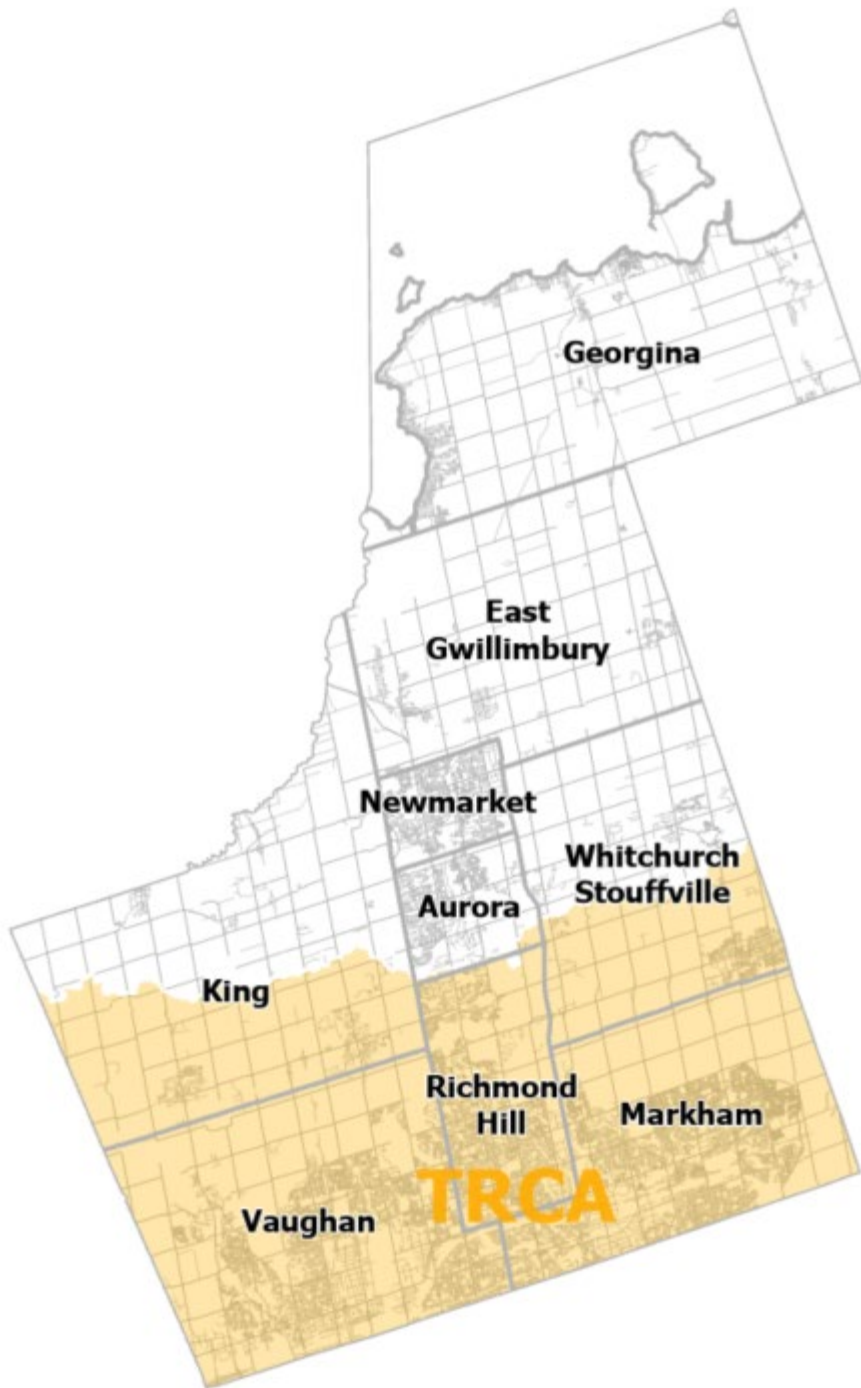 Georgina
East
Gwillimbury
Newmarket
Whitchurch
Stouffville
Aurora
King
Richmond
Hill
Markham
TRCA
Vaughan